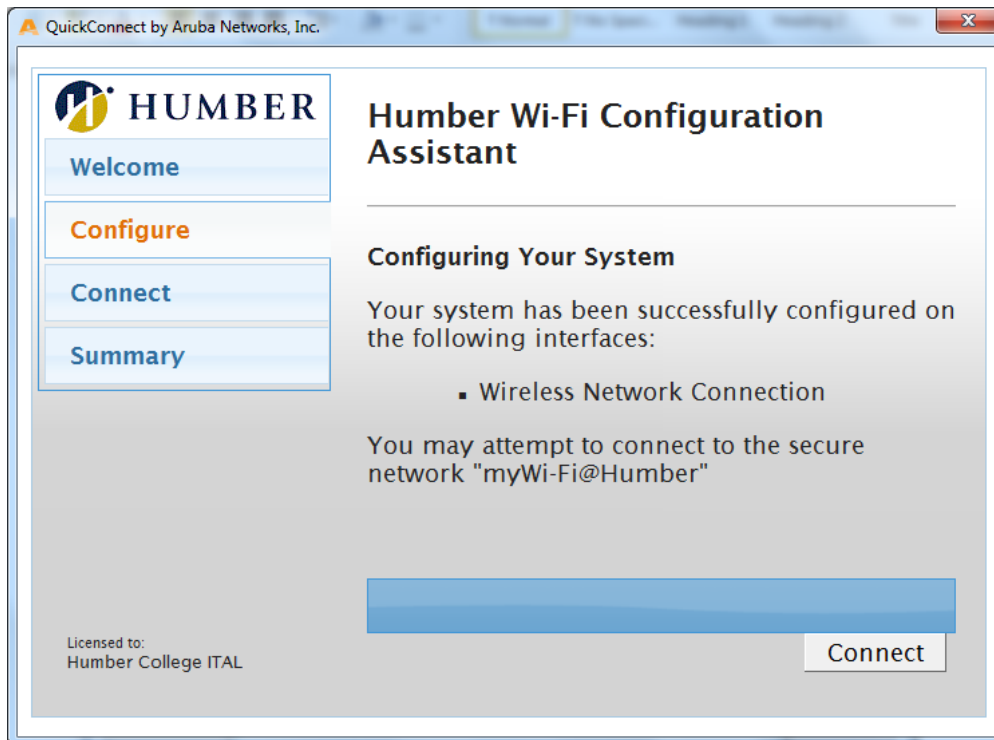 QuickConnect by Aruba Networks, Inc.
HUMBER
Welcome
Configure
Connect
Summary
Licensed to:
Humber College ITAL
Humber Wi-Fi Configuration
Assistant
Configuring Your System
Your system has been successfully configured on
the following interfaces:
▪ Wireless Network Connection
You may attempt to connect to the secure
network "myWi-Fi@Humber"
Connect